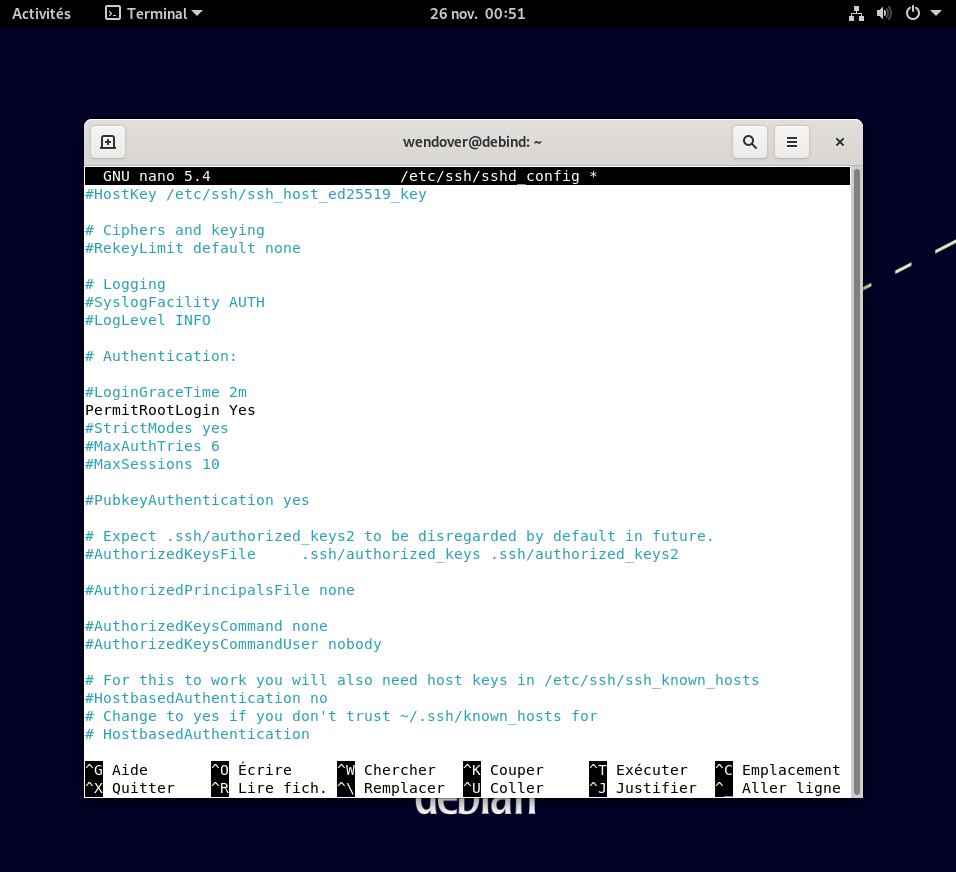 Activités Terminal 26 nov. 00:51
wendover@debind: ~
GNU nano 5.4 /etc/ssh/sshd_config *
#HostKey /etc/ssh/ssh_host_ed25519_key
# Ciphers and keying
#RekeyLimit default none
# Logging
#SyslogFacility AUTH
#LogLevel INFO
# Authentication:
#LoginGraceTime 2m
PermitRootLogin Yes
#StrictModes yes
#MaxAuthTries 6
#MaxSessions 10
#PubkeyAuthentication yes
# Expect .ssh/authorized_keys2 to be disregarded by default in future.
#AuthorizedKeysFile .ssh/authorized_keys .ssh/authorized_keys2
#AuthorizedPrincipalsFile none
#AuthorizedKeysCommand none
#AuthorizedKeysCommandUser nobody
# For this to work you will also need host keys in /etc/ssh/ssh_known_hosts
#HostbasedAuthentication no
# Change to yes if you don't trust ~/.ssh/known_hosts for
# HostbasedAuthentication
^G Aide ^O Écrire ^W Chercher ^K Couper ^T Exécuter ^C Emplacement
^X Quitter ^R Lire fich. ^\ Remplacer ^U Coller ^J Justifier ^_ Aller ligne
debian